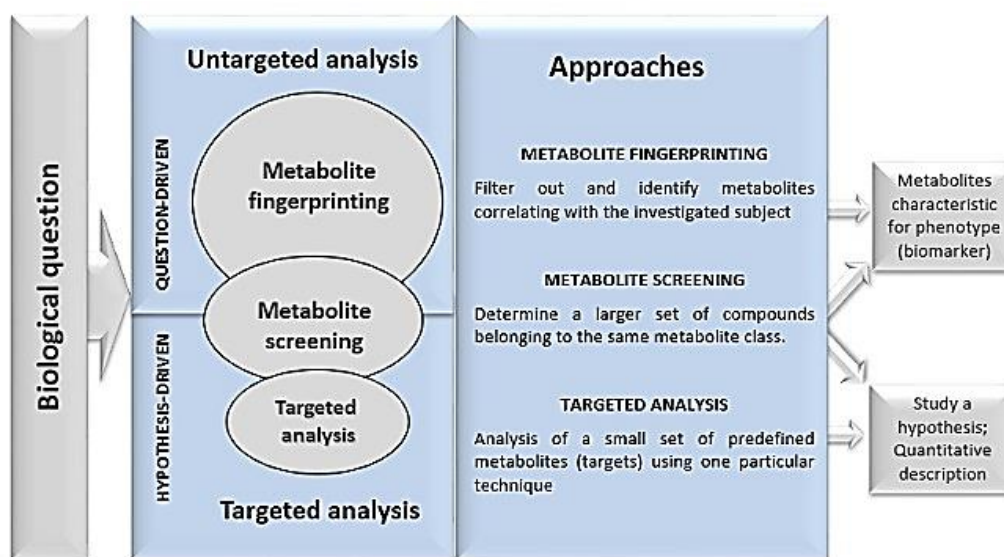 Biological question
Untargeted analysis
QUESTION-DRIVEN
Metabolite
fingerprinting
Metabolite
screening
HYPOTHESIS-DRIVEN
Targeted
analysis
Targeted analysis
Approaches
METABOLITE FINGERPRINTING
Filter out and identify metabolites
correlating with the investigated subject
METABOLITE SCREENING
Determine a larger set of compounds
belonging to the same metabolite class.
TARGETED ANALYSIS
Analysis of a small set of predefined
metabolites (targets) using one particular
technique
Metabolites
characteristic
for phenotype
(biomarker)
Study a
hypothesis;
Quantitative
description